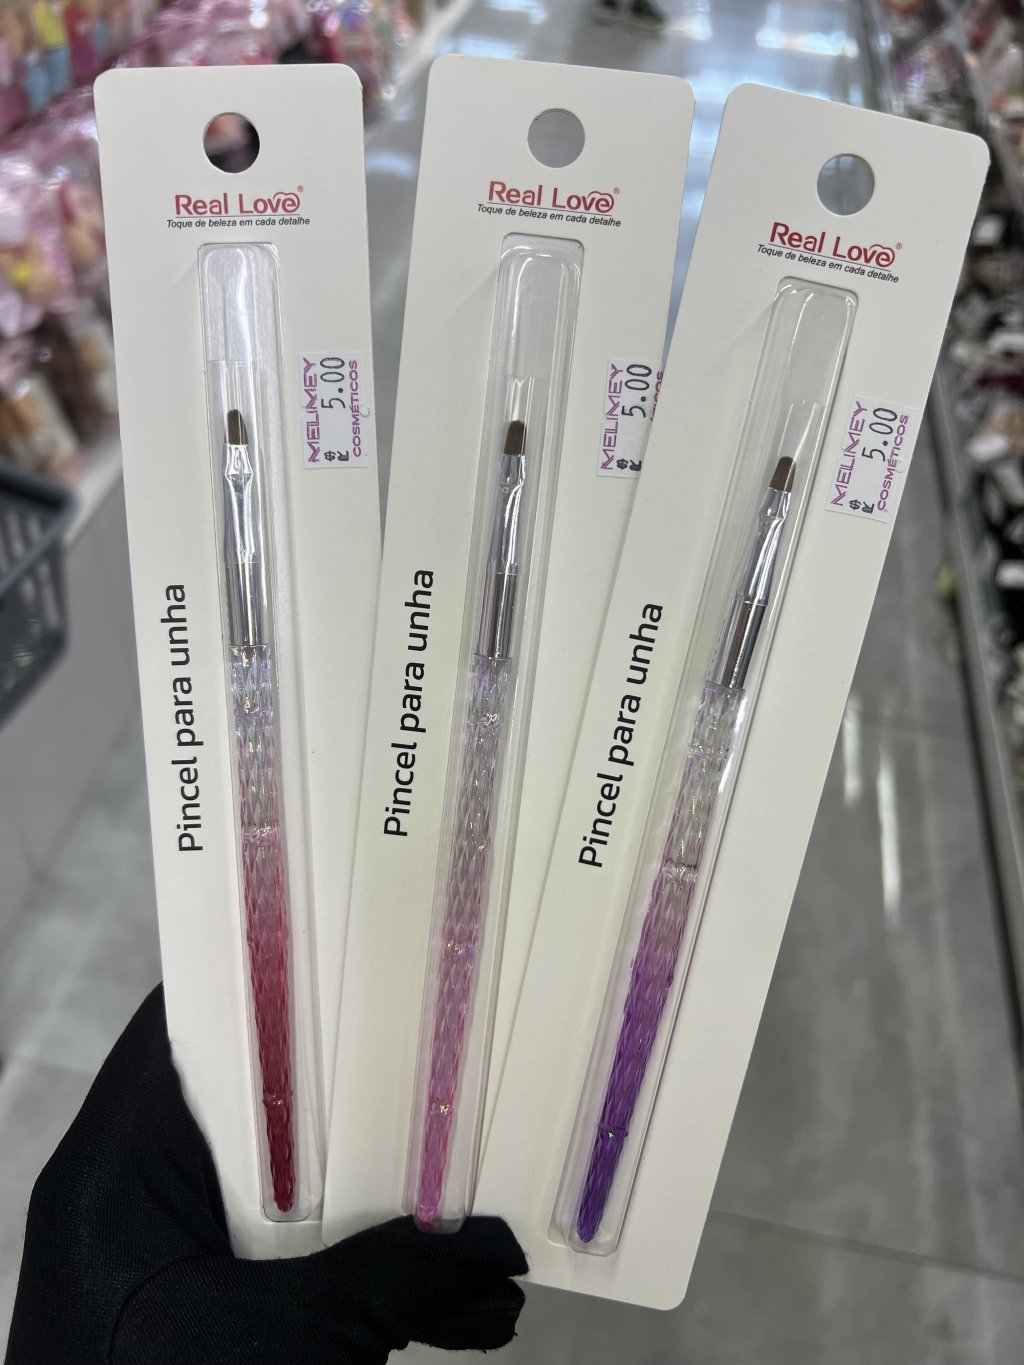 Real Love®
Toque de beleza em cada detalhe
MELIMEY
R$ 5.00
COSMÉTICOS
Pincel para unha
Real Love®
Toque de beleza em cada detalhe
MELIMEY
R$ 5.00
Pincel para unha
Real Love®
Toque de beleza em cada detalhe
MELIMEY
R$ 5.00
COSMÉTICOS
Pincel para unha